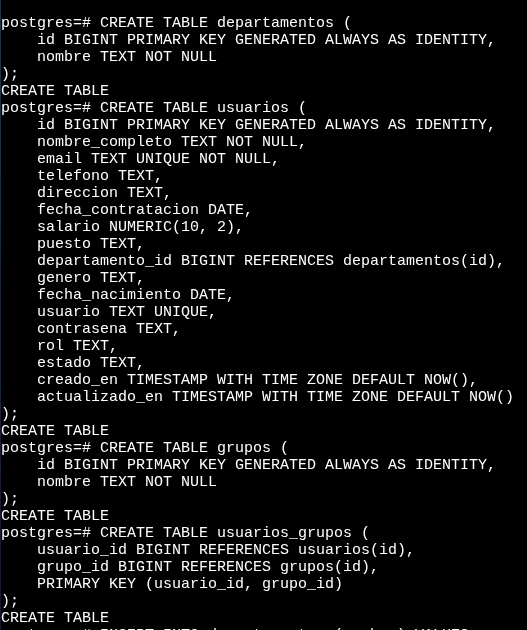 postgres=# CREATE TABLE departamentos (
    id BIGINT PRIMARY KEY GENERATED ALWAYS AS IDENTITY,
    nombre TEXT NOT NULL
);
CREATE TABLE
postgres=# CREATE TABLE usuarios (
    id BIGINT PRIMARY KEY GENERATED ALWAYS AS IDENTITY,
    nombre_completo TEXT NOT NULL,
    email TEXT UNIQUE NOT NULL,
    telefono TEXT,
    direccion TEXT,
    fecha_contratacion DATE,
    salario NUMERIC(10, 2),
    puesto TEXT,
    departamento_id BIGINT REFERENCES departamentos(id),
    genero TEXT,
    fecha_nacimiento DATE,
    usuario TEXT UNIQUE,
    contrasena TEXT,
    rol TEXT,
    estado TEXT,
    creado_en TIMESTAMP WITH TIME ZONE DEFAULT NOW(),
    actualizado_en TIMESTAMP WITH TIME ZONE DEFAULT NOW()
);
CREATE TABLE
postgres=# CREATE TABLE grupos (
    id BIGINT PRIMARY KEY GENERATED ALWAYS AS IDENTITY,
    nombre TEXT NOT NULL
);
CREATE TABLE
postgres=# CREATE TABLE usuarios_grupos (
    usuario_id BIGINT REFERENCES usuarios(id),
    grupo_id BIGINT REFERENCES grupos(id),
    PRIMARY KEY (usuario_id, grupo_id)
);
CREATE TABLE